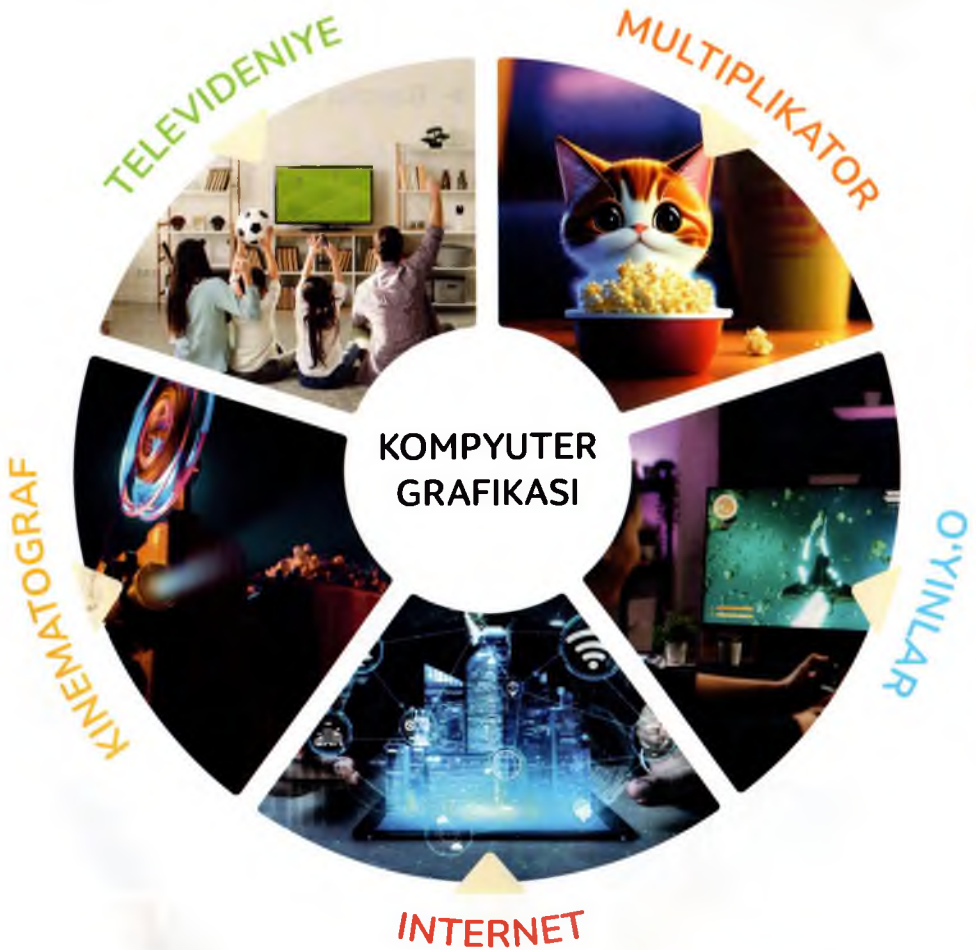 TELEVIDENIYE
MULTIPLIKATOR
KOMPYUTER
GRAFIKASI
KINEMATOGRAF
O'YINLAR
INTERNET